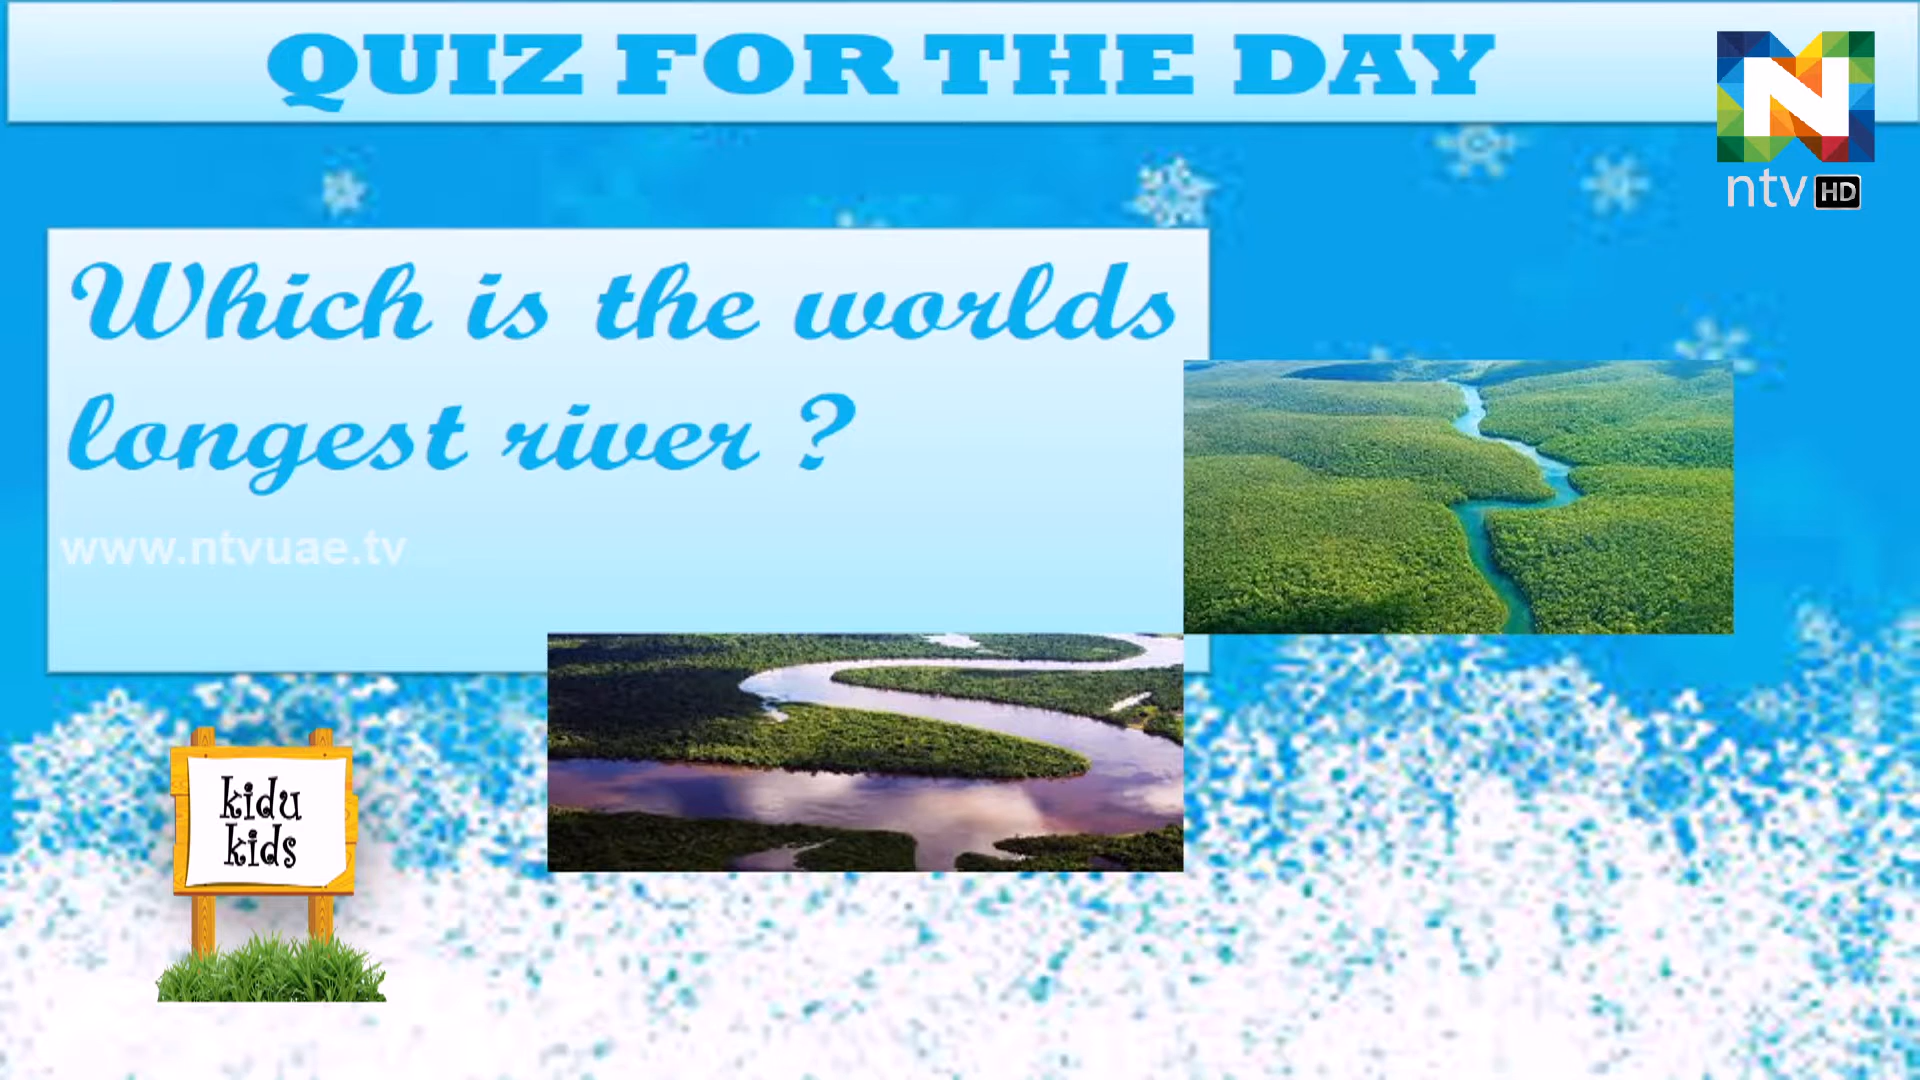 QUIZ FOR THE DAY
N
ntv HD
Which is the worlds
longest river ?
www.ntvuae.tv
kidu
kids